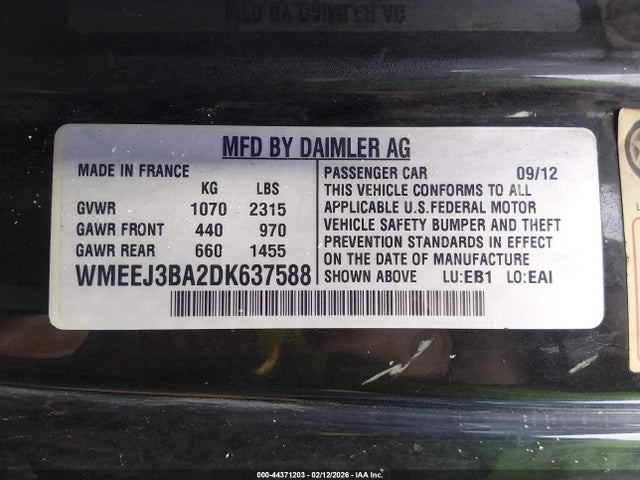 MFD BY DAIMLER AG
MADE IN FRANCE
KG LBS
GVWR 1070 2315
GAWR FRONT 440 970
GAWR REAR 660 1455
WMEEJ3BA2DK637588
PASSENGER CAR 09/12
THIS VEHICLE CONFORMS TO ALL
APPLICABLE U.S.FEDERAL MOTOR
VEHICLE SAFETY BUMPER AND THEFT
PREVENTION STANDARDS IN EFFECT
ON THE DATE OF MANUFACTURE
SHOWN ABOVE LU:EB1 LO:EAI
000-44371203 - 02/12/2026 - IAA Inc.